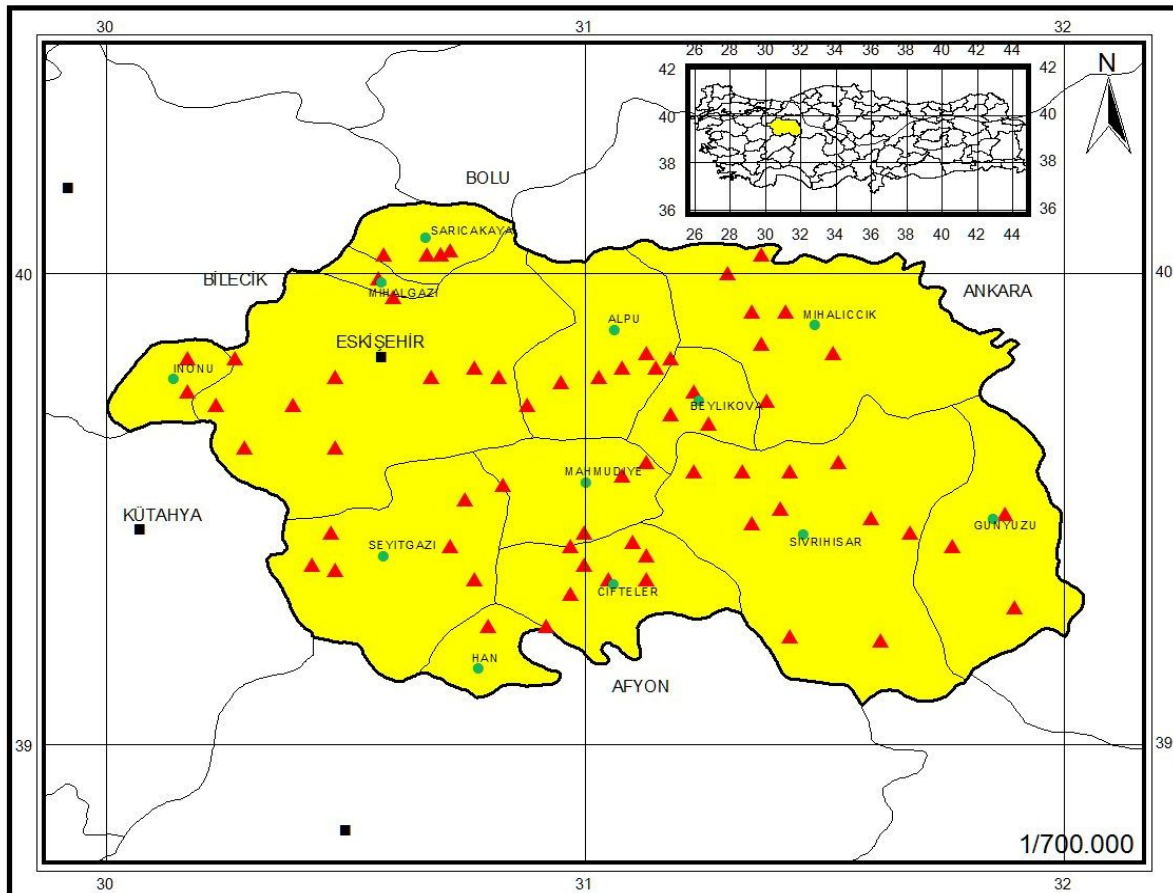 30 31 32
26 28 30 32 34 36 38 40 42 44
42 42
40 40
38 38
36 36
26 28 30 32 34 36 38 40 42 44
N
BOLU
SARICAKAYA
40 40
BİLECİK
MIHALGAZI
ANKARA
ALPU
MIHALICCIK
ESKİŞEHİR
INONU
BEYLIKOVA
MAHMUDIYE
KÜTAHYA
GUNYUZU
SIVRIHISAR
SEYITGAZI
CIFTELER
HAN
AFYON
39 39
1/700.000
30 31 32